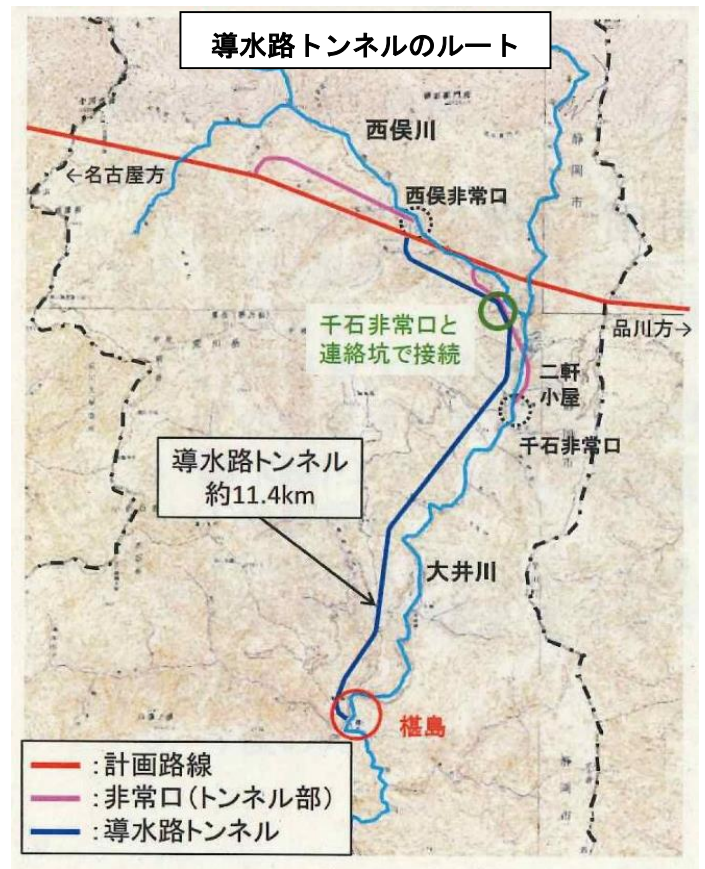 導水路トンネルのルート
西俣川
静岡市
←名古屋方
西俣非常口
千石非常口と
連絡坑で接続
品川方→
二軒
小屋
千石非常口
導水路トンネル
約11.4km
大井川
椹島
静岡市
:計画路線
:非常口(トンネル部)
:導水路トンネル